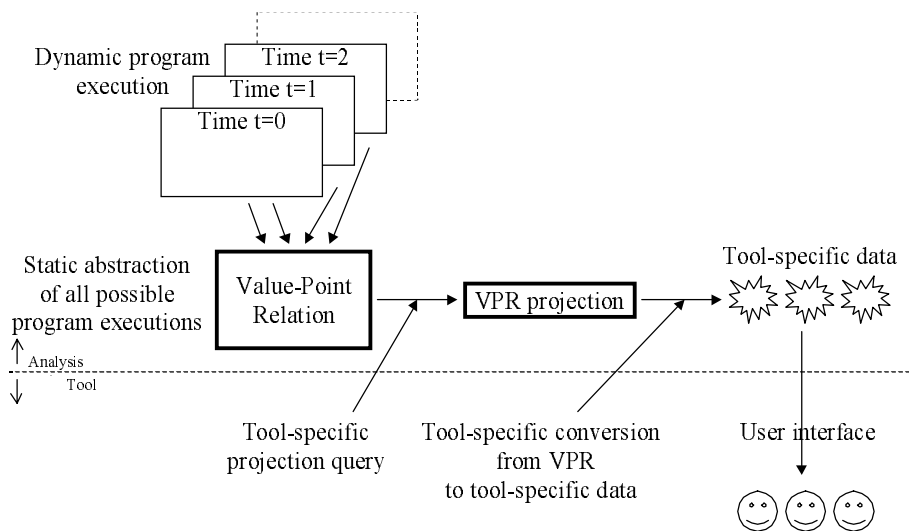 Dynamic program
execution
Time t=2
Time t=1
Time t=0
Static abstraction
of all possible
program executions
Value-Point
Relation
VPR projection
Tool-specific data
Analysis
Tool
Tool-specific
projection query
Tool-specific conversion
from VPR
to tool-specific data
User interface